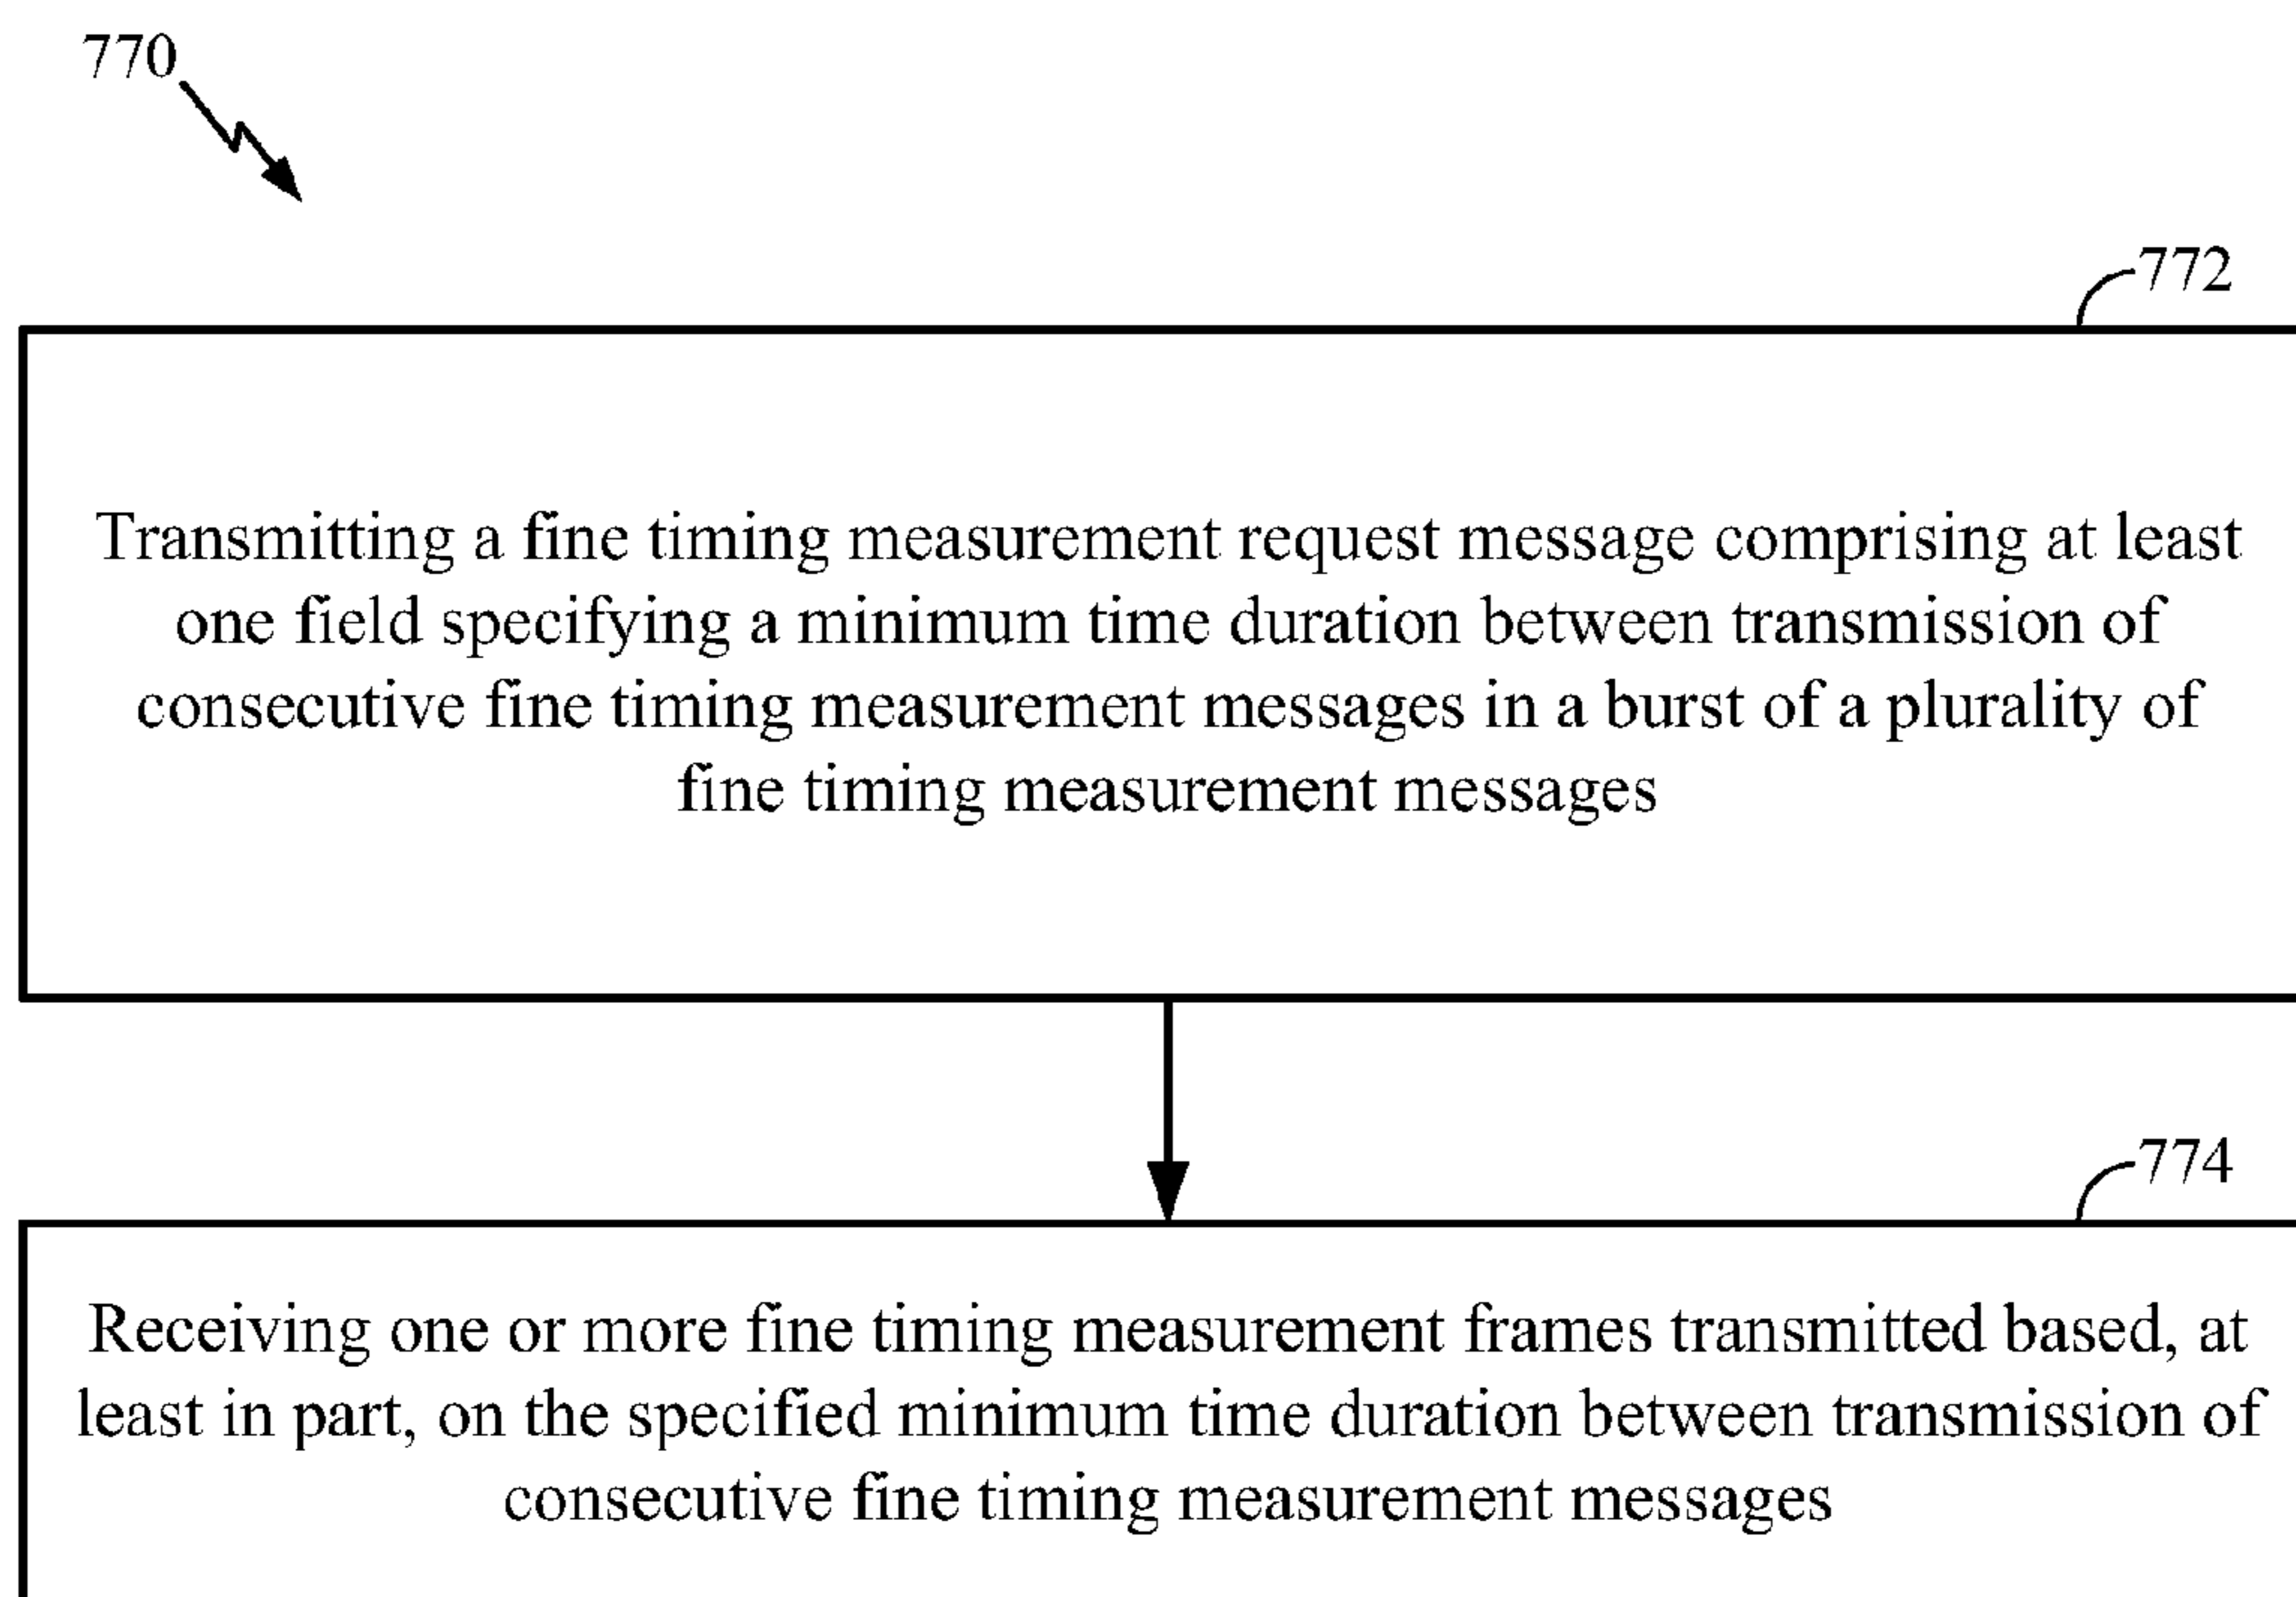 770
772
Transmitting a fine timing measurement request message comprising at least
one field specifying a minimum time duration between transmission of
consecutive fine timing measurement messages in a burst of a plurality of
fine timing measurement messages
774
Receiving one or more fine timing measurement frames transmitted based, at
least in part, on the specified minimum time duration between transmission of
consecutive fine timing measurement messages